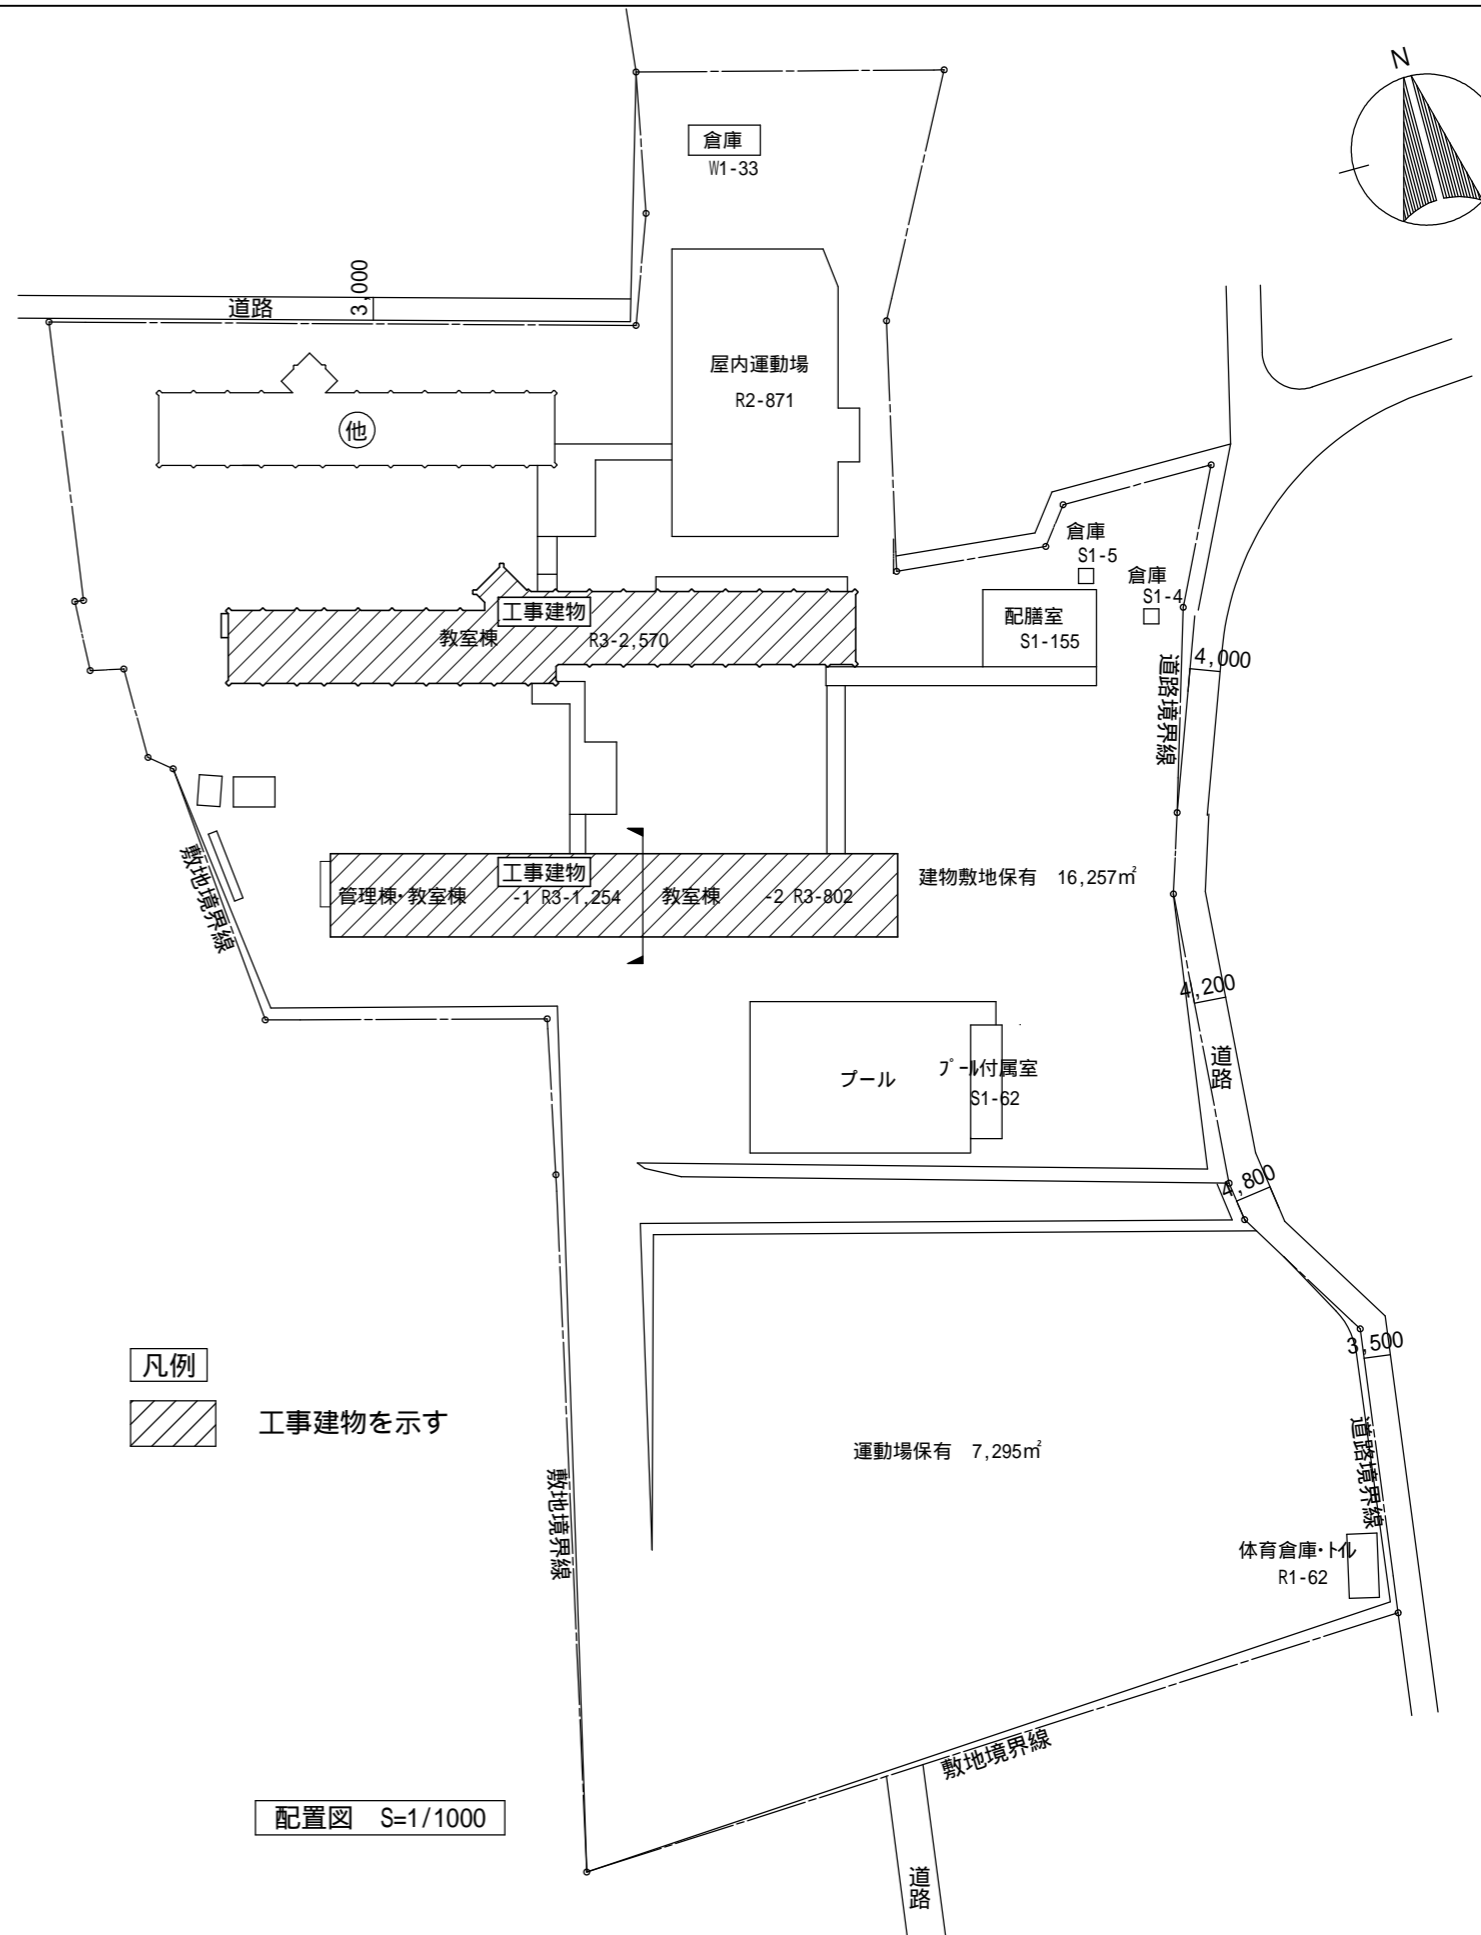 N
倉庫
W1-33
3,000
道路
屋内運動場
R2-871
他
倉庫
S1-5
倉庫
S1-4
工事建物
教室棟 R3-2,570
配膳室
S1-155
4,000
道路境界線
敷地境界線
工事建物
管理棟・教室棟 -1 R3-1,254 教室棟 -2 R3-802
建物敷地保有 16,257㎡
4,200
道路
プール
プール付属室
S1-62
4,800
3,500
凡例
工事建物を示す
道路境界線
運動場保有 7,295㎡
敷地境界線
体育倉庫・トイレ
R1-62
敷地境界線
配置図 S=1/1000
道路